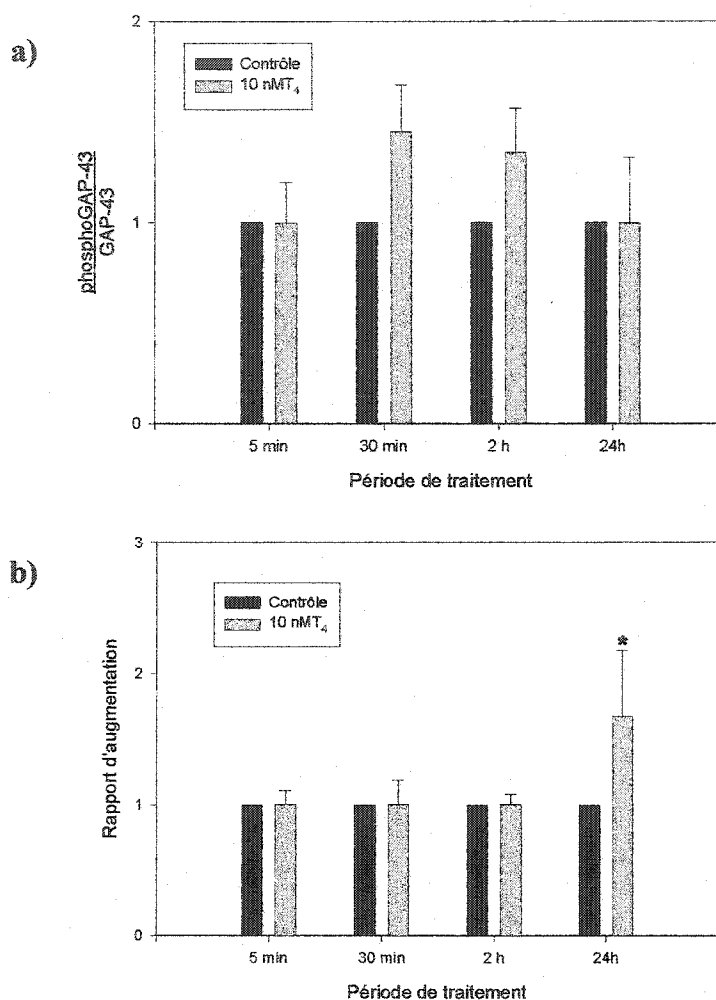 a)
2
Contrôle
10 nMT₄
phosphoGAP-43
GAP-43
1
0
5 min 30 min 2 h 24h
Période de traitement
b)
3
Contrôle
10 nMT₄
*
2
Rapport d'augmentation
1
0
5 min 30 min 2 h 24h
Période de traitement